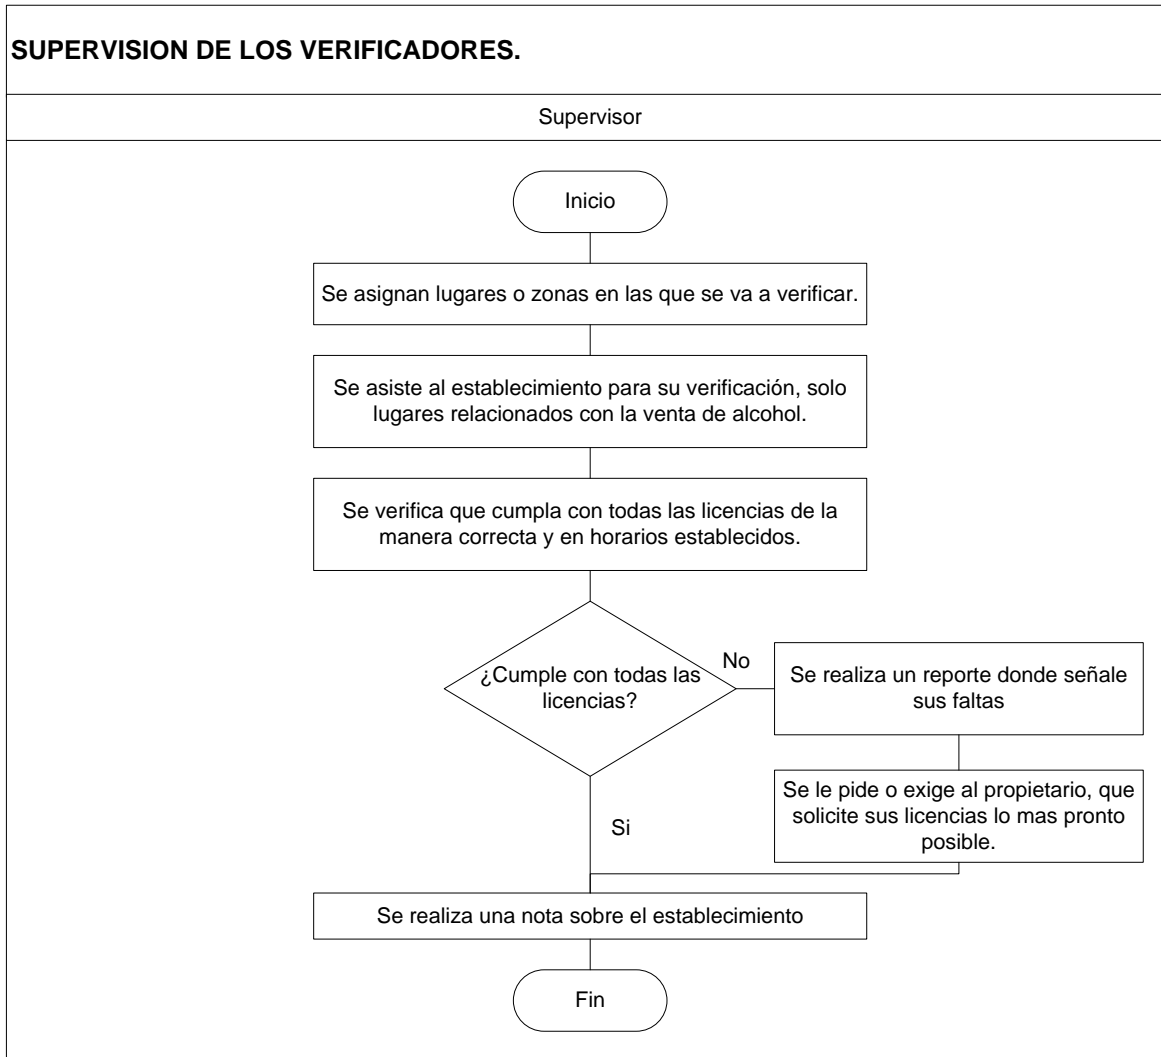 SUPERVISION DE LOS VERIFICADORES.
Supervisor
Inicio
Se asignan lugares o zonas en las que se va a verificar.
Se asiste al establecimiento para su verificación, solo
lugares relacionados con la venta de alcohol.
Se verifica que cumpla con todas las licencias de la
manera correcta y en horarios establecidos.
¿Cumple con todas las
licencias?
No
Se realiza un reporte donde señale
sus faltas
Se le pide o exige al propietario, que
solicite sus licencias lo mas pronto
posible.
Si
Se realiza una nota sobre el establecimiento
Fin